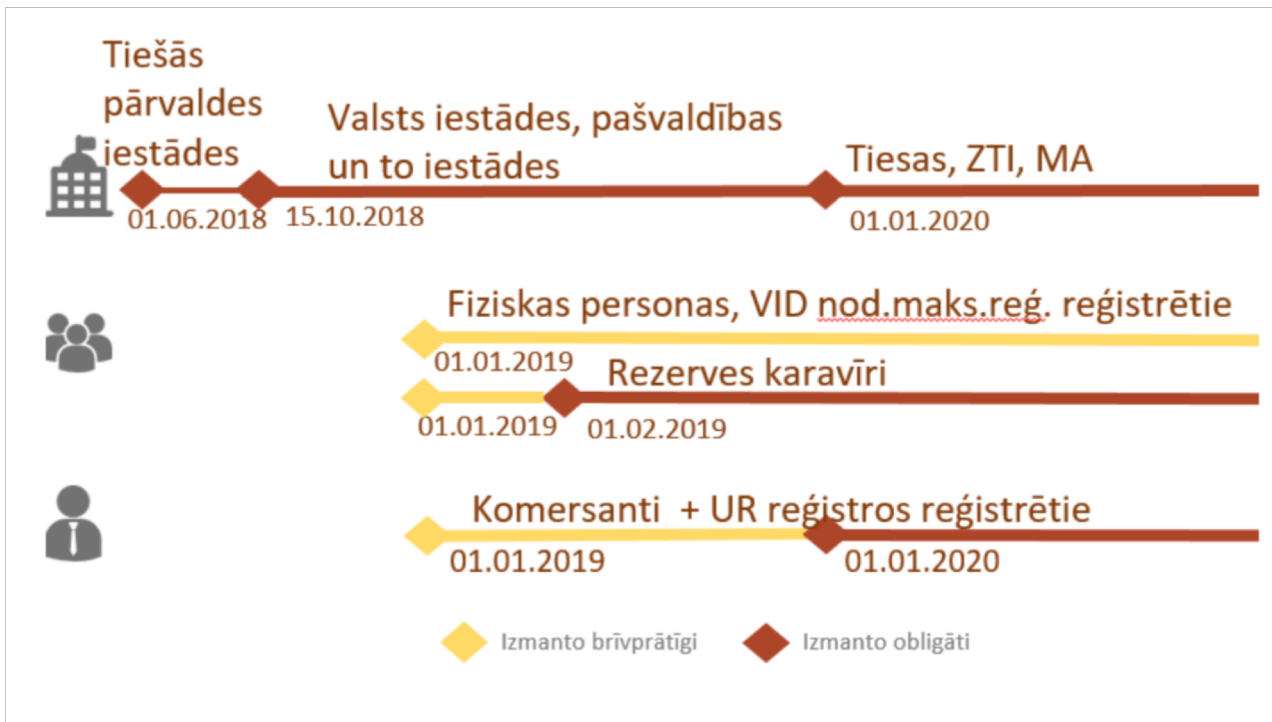 Tiešās
pārvaldes
iestādes
Valsts iestādes, pašvaldības
un to iestādes
Tiesas, ZTI, MA
01.06.2018
15.10.2018
01.01.2020
Fiziskas personas, VID nod.maks.reģ. reģistrētie
01.01.2019
Rezerves karavīri
01.01.2019
01.02.2019
Komersanti + UR reģistros reģistrētie
01.01.2019
01.01.2020
Izmanto brīvprātīgi
Izmanto obligāti